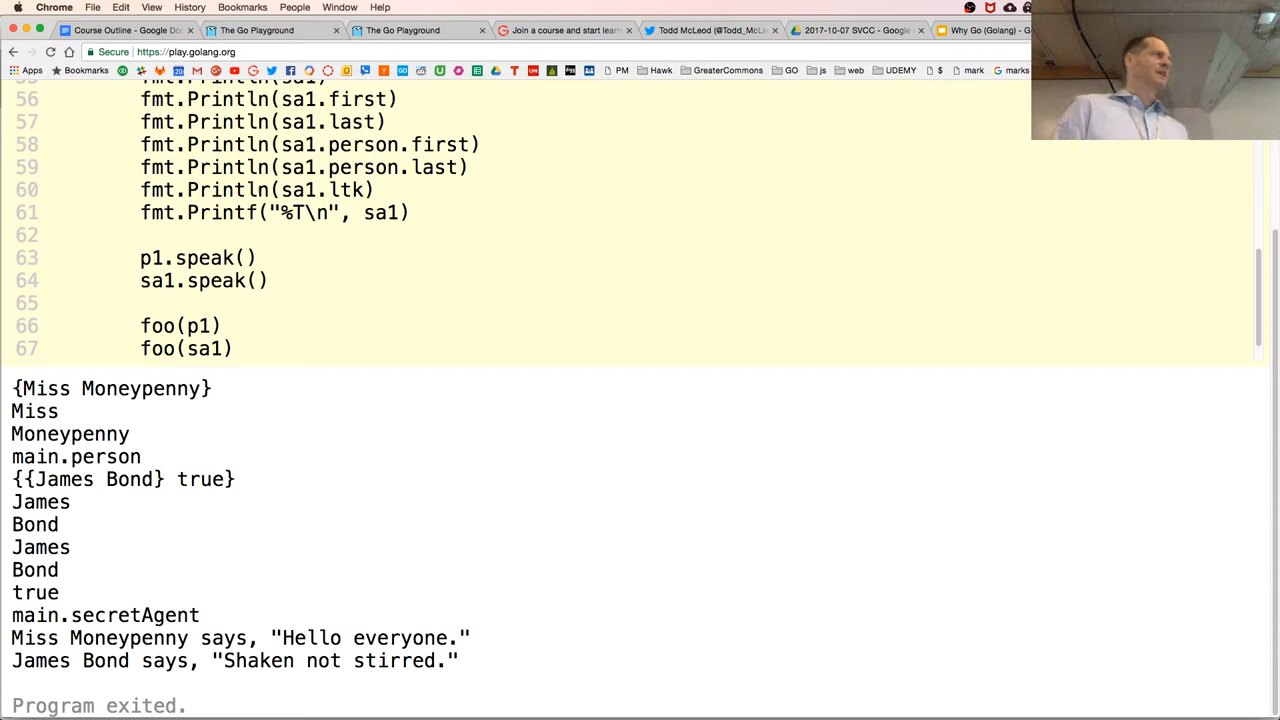 Chrome File Edit View History Bookmarks People Window Help
Course Outline - Google Do The Go Playground The Go Playground Join a course and start lear Todd McLeod (@Todd_McLe 2017-10-07 SVCC - Google Why Go (Golang) - G
Secure https://play.golang.org
Apps Bookmarks PM Hawk GreaterCommons GO js web UDEMY $ mark marks
56 fmt.Println(sa1.first)
57 fmt.Println(sa1.last)
58 fmt.Println(sa1.person.first)
59 fmt.Println(sa1.person.last)
60 fmt.Println(sa1.ltk)
61 fmt.Printf("%T\n", sa1)
62
63 p1.speak()
64 sa1.speak()
65
66 foo(p1)
67 foo(sa1)
{Miss Moneypenny}
Miss
Moneypenny
main.person
{{James Bond} true}
James
Bond
James
Bond
true
main.secretAgent
Miss Moneypenny says, "Hello everyone."
James Bond says, "Shaken not stirred."
Program exited.